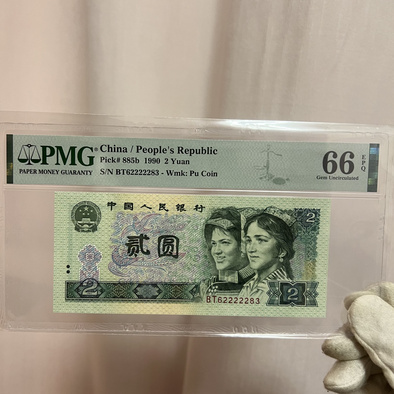 PMG
PAPER MONEY GUARANTY
China / People's Republic
Pick# 885b 1990 2 Yuan
S/N BT62222283 - Wmk: Pu Coin
66 EPQ
Gem Uncirculated
中国人民银行
2
贰圆
BT62222283
2
2